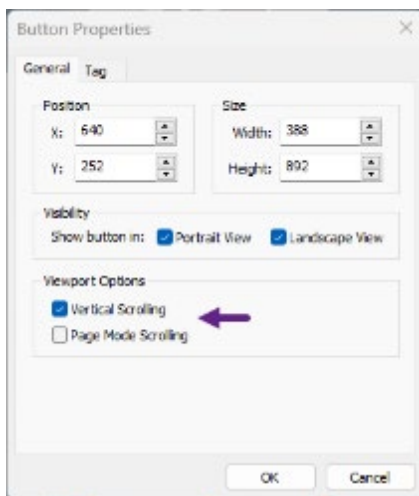 Button Properties
General Tag
Position
X: 640
Y: 252
Size
Width: 388
Height: 892
Visibility
Show button in: Portrait View Landscape View
Viewport Options
Vertical Scrolling
Page Mode Scrolling
OK Cancel